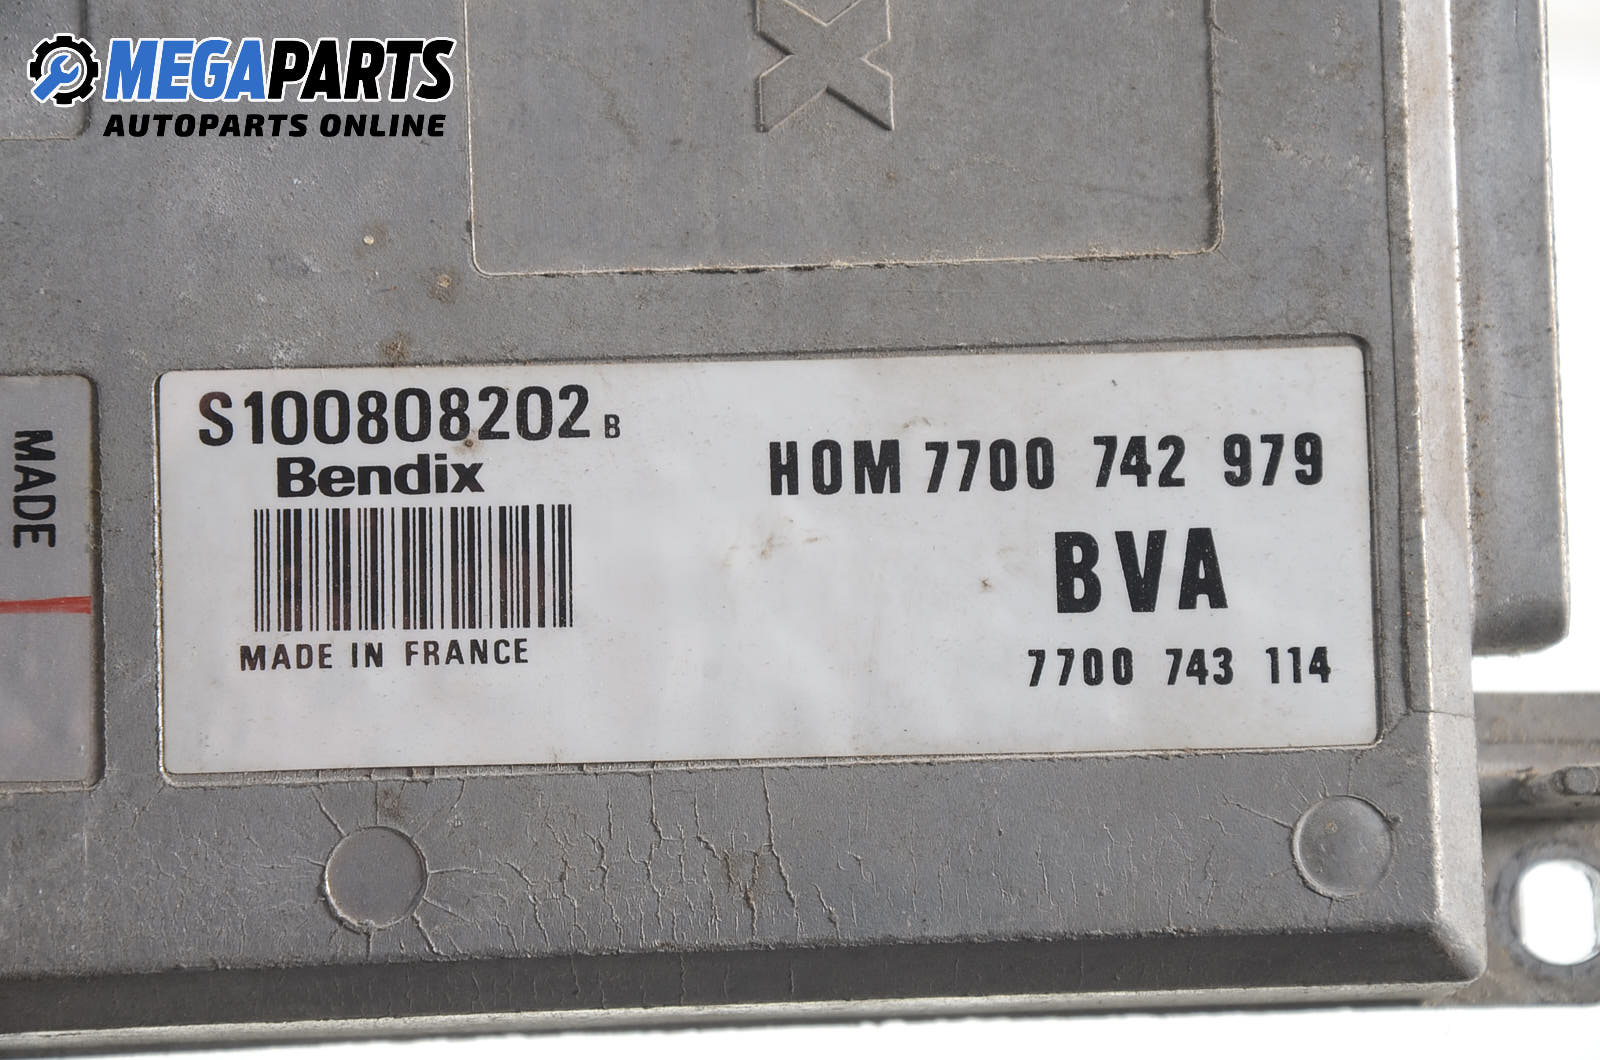 MEGAPARTS
AUTOPARTS ONLINE
MADE
S100808202 B
Bendix
MADE IN FRANCE
HOM 7700 742 979
BVA
7700 743 114